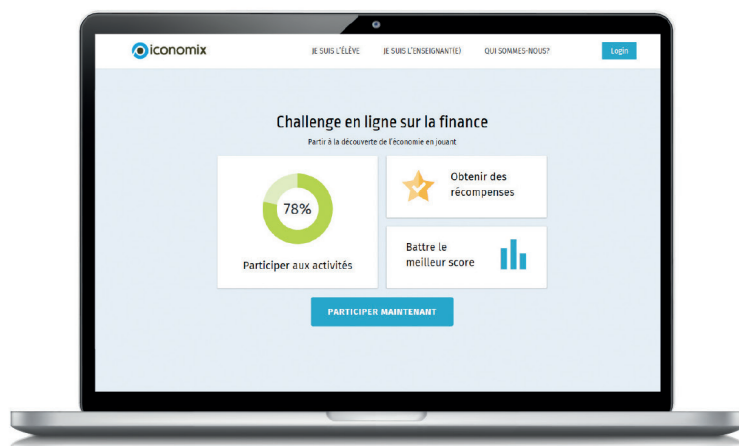 iconomix
JE SUIS L'ÉLÈVE
JE SUIS L'ENSEIGNANT(E)
QUI SOMMES-NOUS?
Login
Challenge en ligne sur la finance
Partir à la découverte de l'économie en jouant
78%
Participer aux activités
Obtenir des
récompenses
Battre le
meilleur score
PARTICIPER MAINTENANT